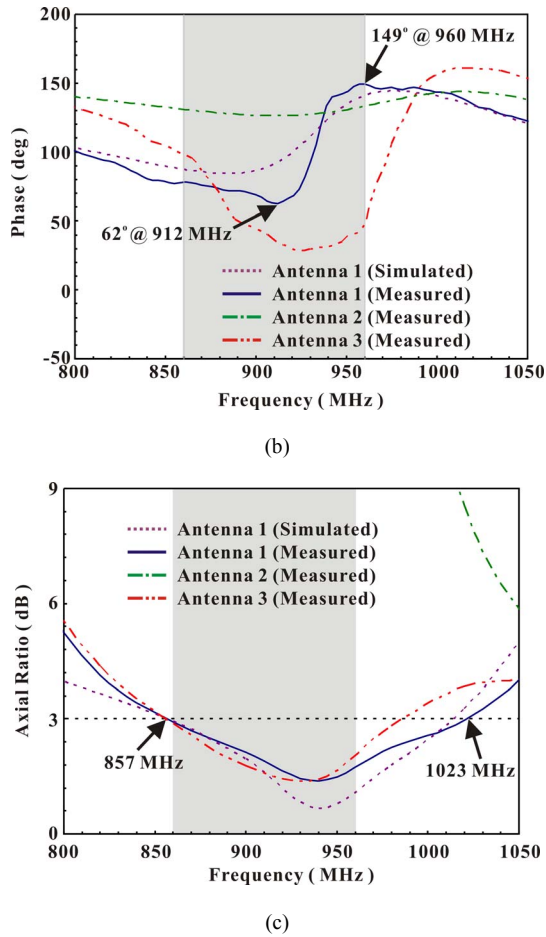 200
150
100
50
0
-50
Phase ( deg)
149° @ 960 MHz
62° @ 912 MHz
Antenna 1 (Simulated)
Antenna 1 (Measured)
Antenna 2 (Measured)
Antenna 3 (Measured)
800 850 900 950 1000 1050
Frequency ( MHz )
(b)
9
6
3
0
Axial Ratio ( dB )
Antenna 1 (Simulated)
Antenna 1 (Measured)
Antenna 2 (Measured)
Antenna 3 (Measured)
857 MHz
1023 MHz
800 850 900 950 1000 1050
Frequency ( MHz )
(c)